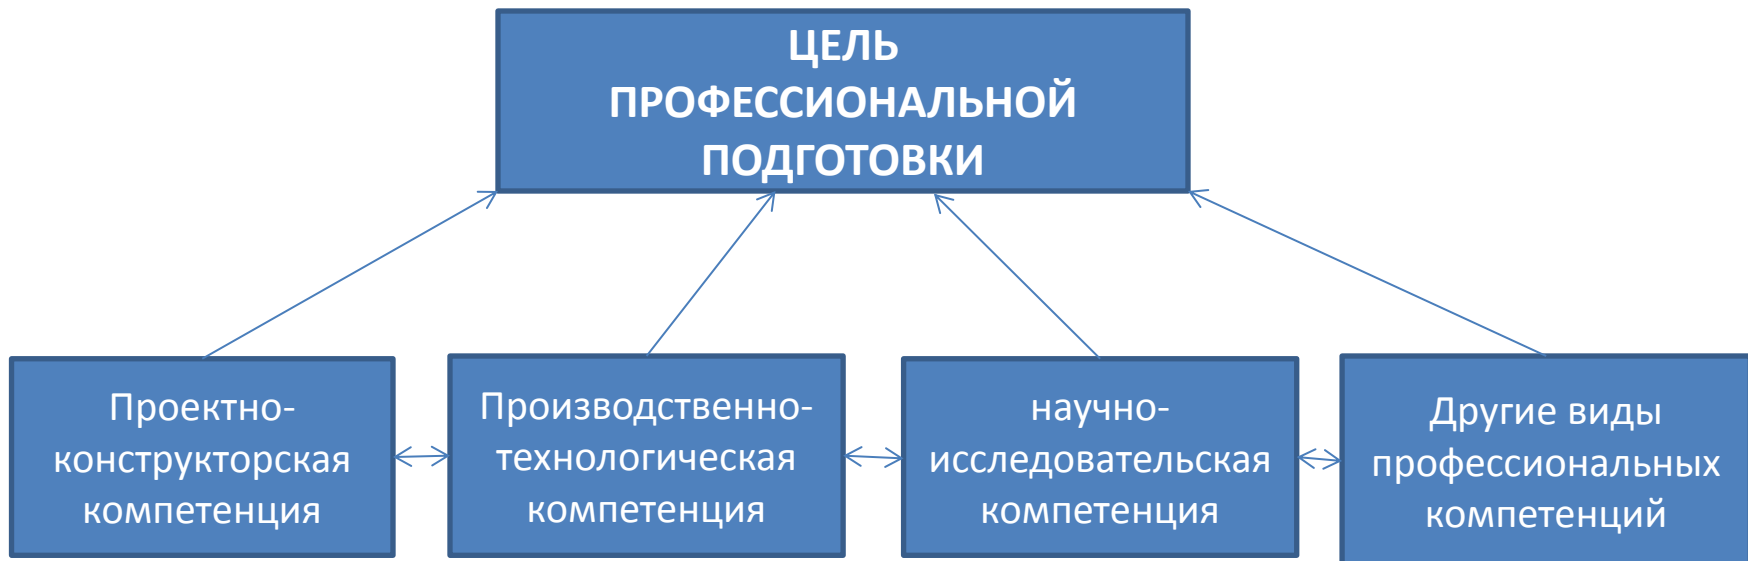 ЦЕЛЬ
ПРОФЕССИОНАЛЬНОЙ
ПОДГОТОВКИ
Проектно-
конструкторская
компетенция
Производственно-
технологическая
компетенция
научно-
исследовательская
компетенция
Другие виды
профессиональных
компетенций